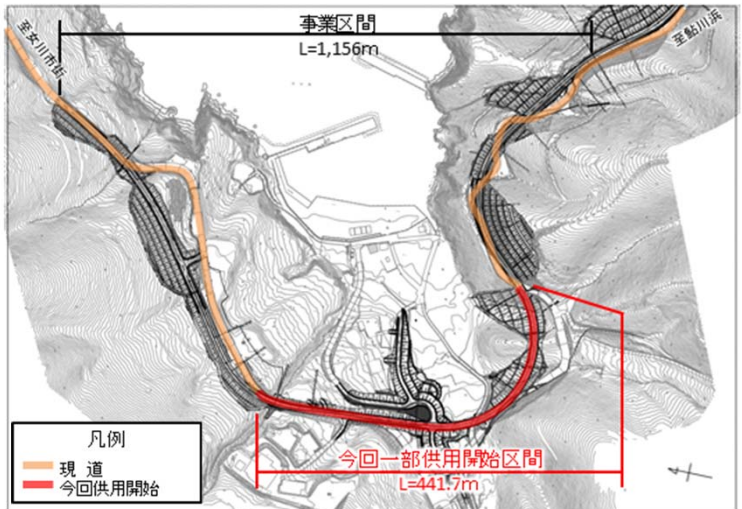 事業区間
L=1,156m
至女川市街
至鮎川浜
今回一部供用開始区間
L=441.7m
凡例
現 道
今回供用開始